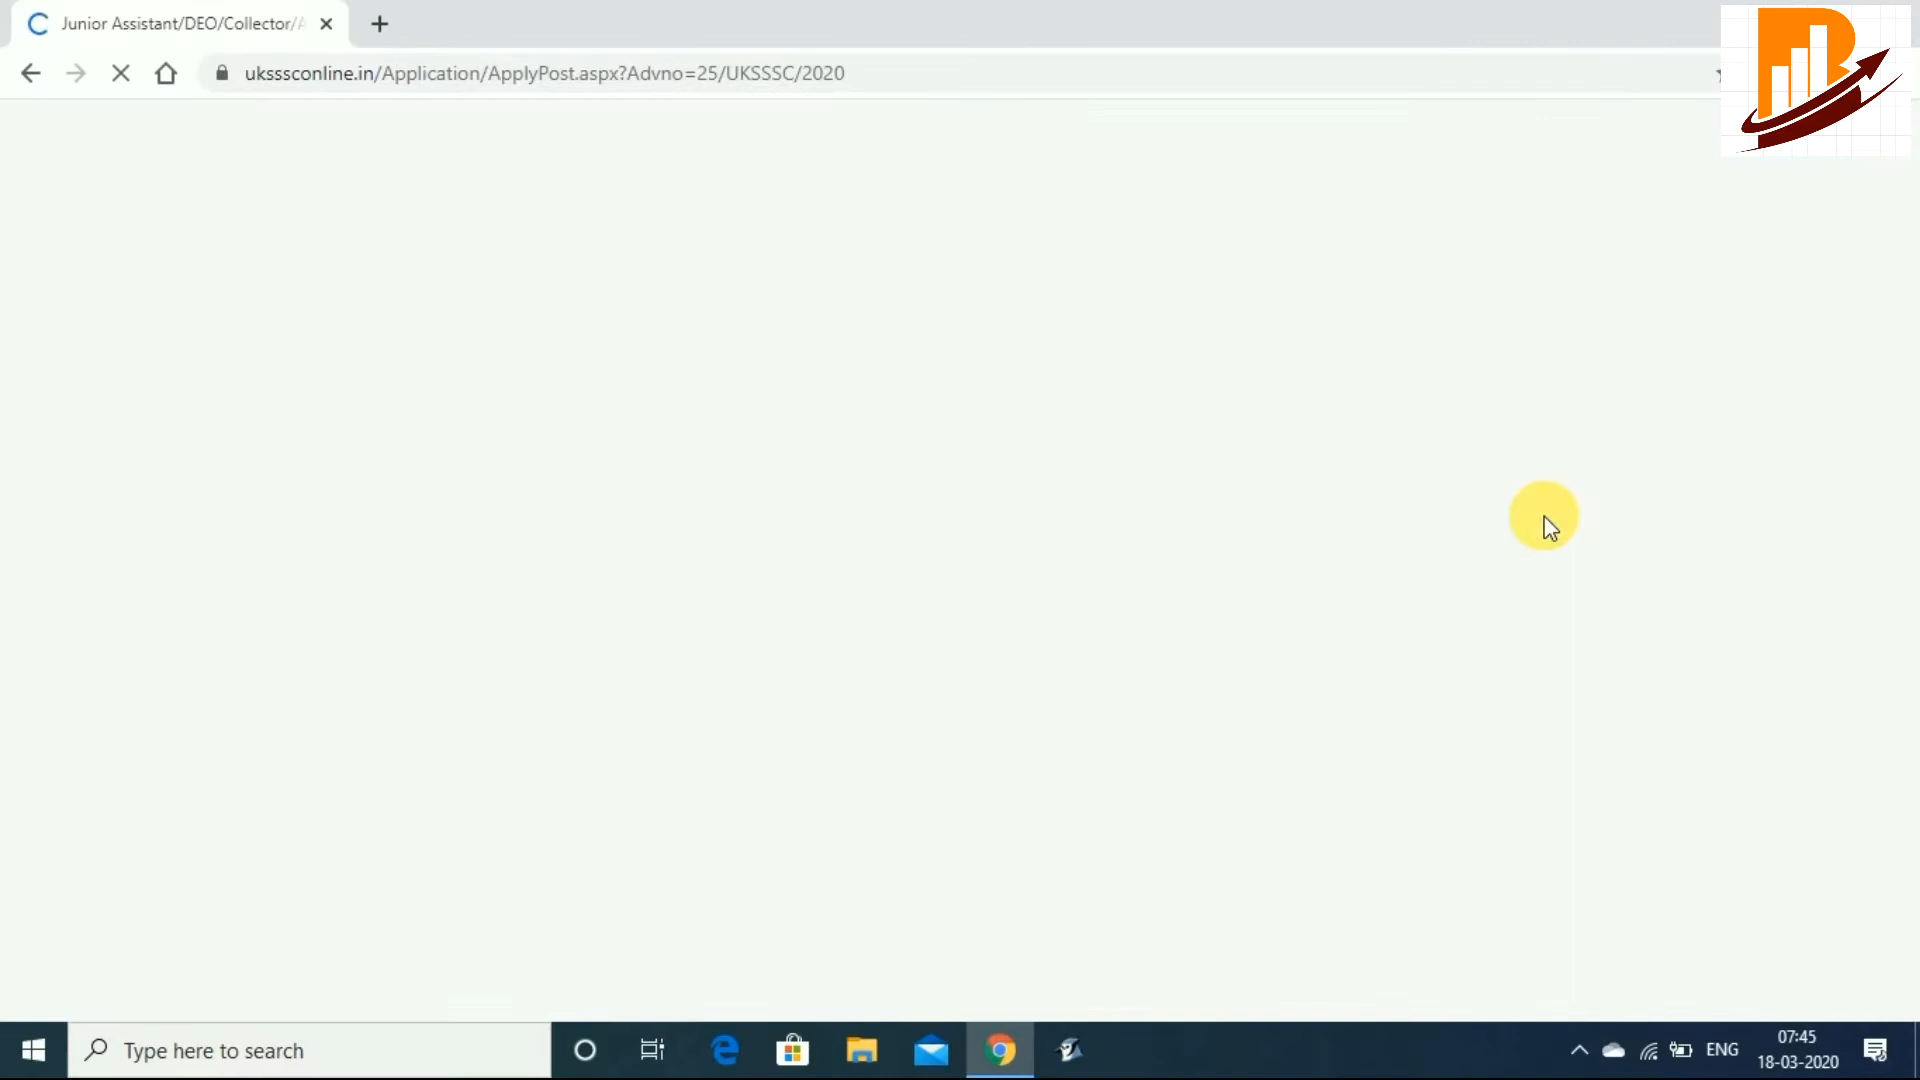 Junior Assistant/DEO/Collector/
uksssconline.in/Application/ApplyPost.aspx?Advno=25/UKSSSC/2020
Type here to search
ENG
07:45
18-03-2020